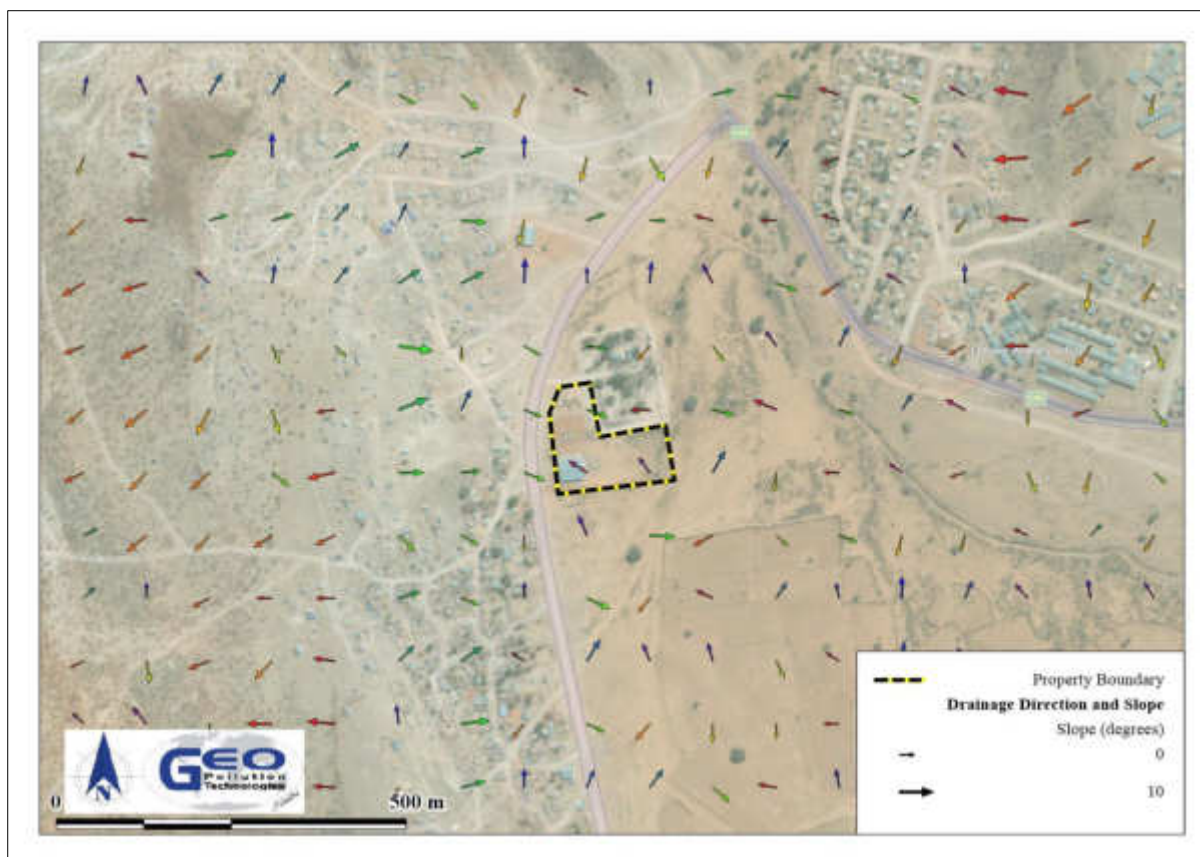 Property Boundary
Drainage Direction and Slope
Slope (degrees)
0
10
GEO
Pollution
Technologies
N
0
500 m